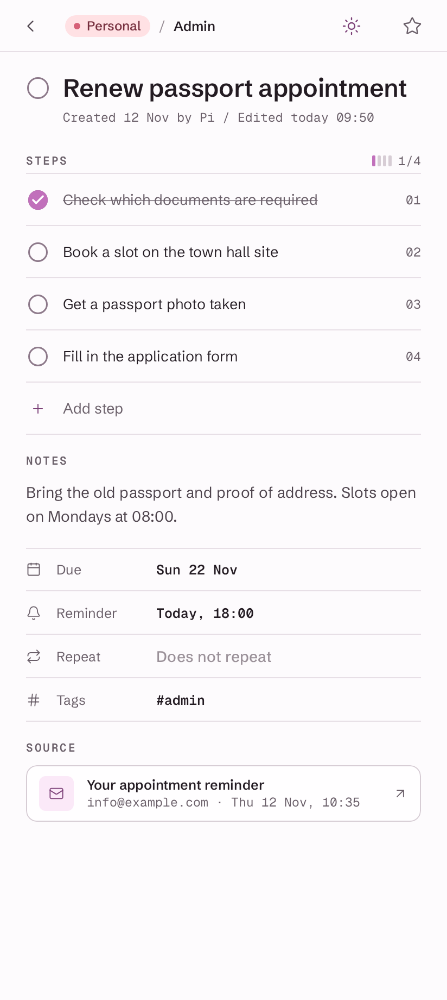 Personal / Admin
Renew passport appointment
Created 12 Nov by Pi / Edited today 09:50
STEPS 1/4
Check which documents are required 01
Book a slot on the town hall site 02
Get a passport photo taken 03
Fill in the application form 04
+ Add step
NOTES
Bring the old passport and proof of address. Slots open
on Mondays at 08:00.
Due Sun 22 Nov
Reminder Today, 18:00
Repeat Does not repeat
Tags #admin
SOURCE
Your appointment reminder
info@example.com · Thu 12 Nov, 10:35